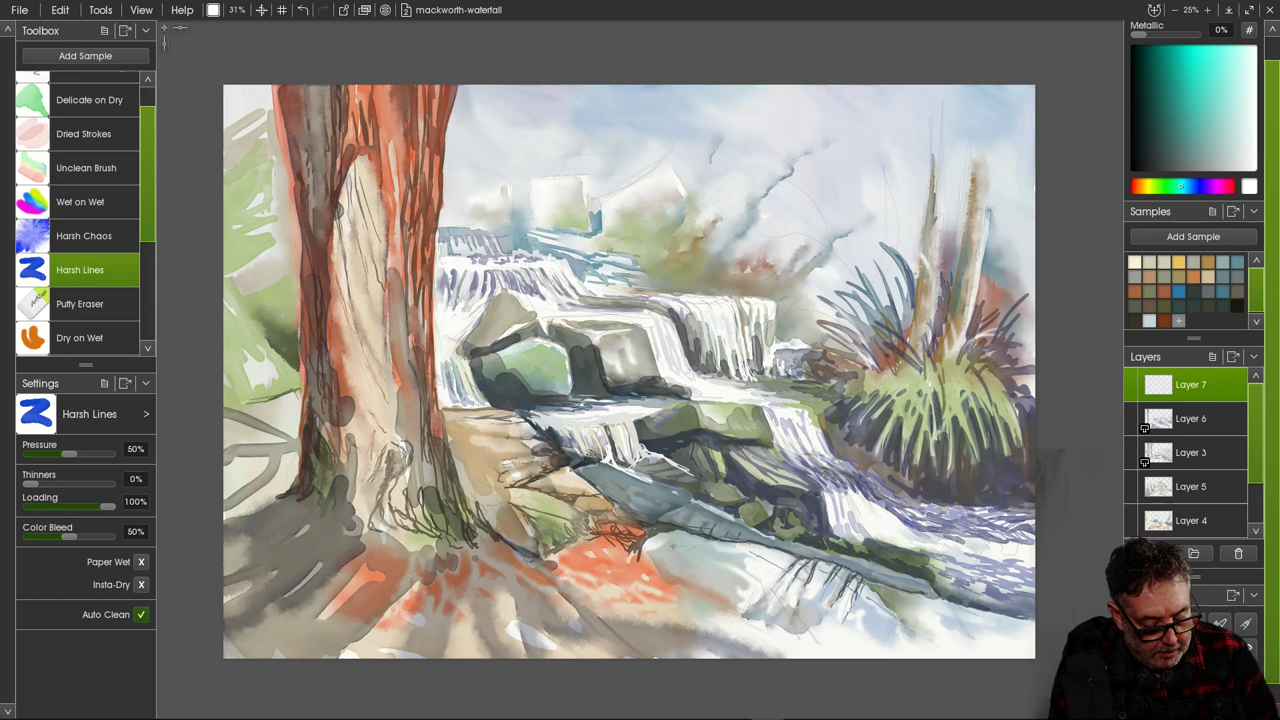 File Edit Tools View Help 31% mackworth-waterfall 25%
Toolbox
Add Sample
Delicate on Dry
Dried Strokes
Unclean Brush
Wet on Wet
Harsh Chaos
Harsh Lines
Putty Eraser
Dry on Wet
Settings
Harsh Lines >
Pressure 50%
Thinners 0%
Loading 100%
Color Bleed 50%
Paper Wet X
Insta-Dry X
Auto Clean
Metallic 0% #
Samples
Add Sample
Layers
Layer 7
Layer 6
Layer 3
Layer 5
Layer 4